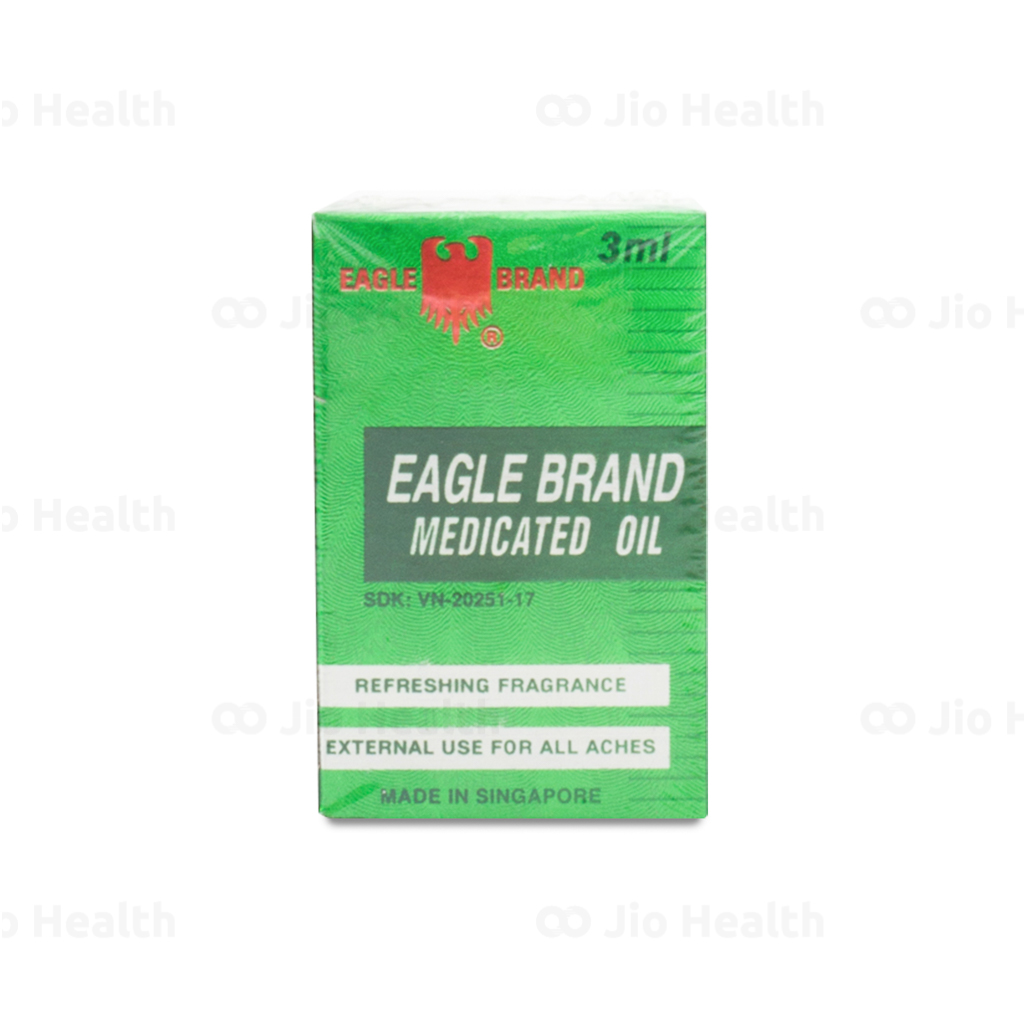 Jio Health
3ml
EAGLE BRAND
®
EAGLE BRAND
MEDICATED OIL
SDK: VN-20251-17
REFRESHING FRAGRANCE
EXTERNAL USE FOR ALL ACHES
MADE IN SINGAPORE
Jio Health